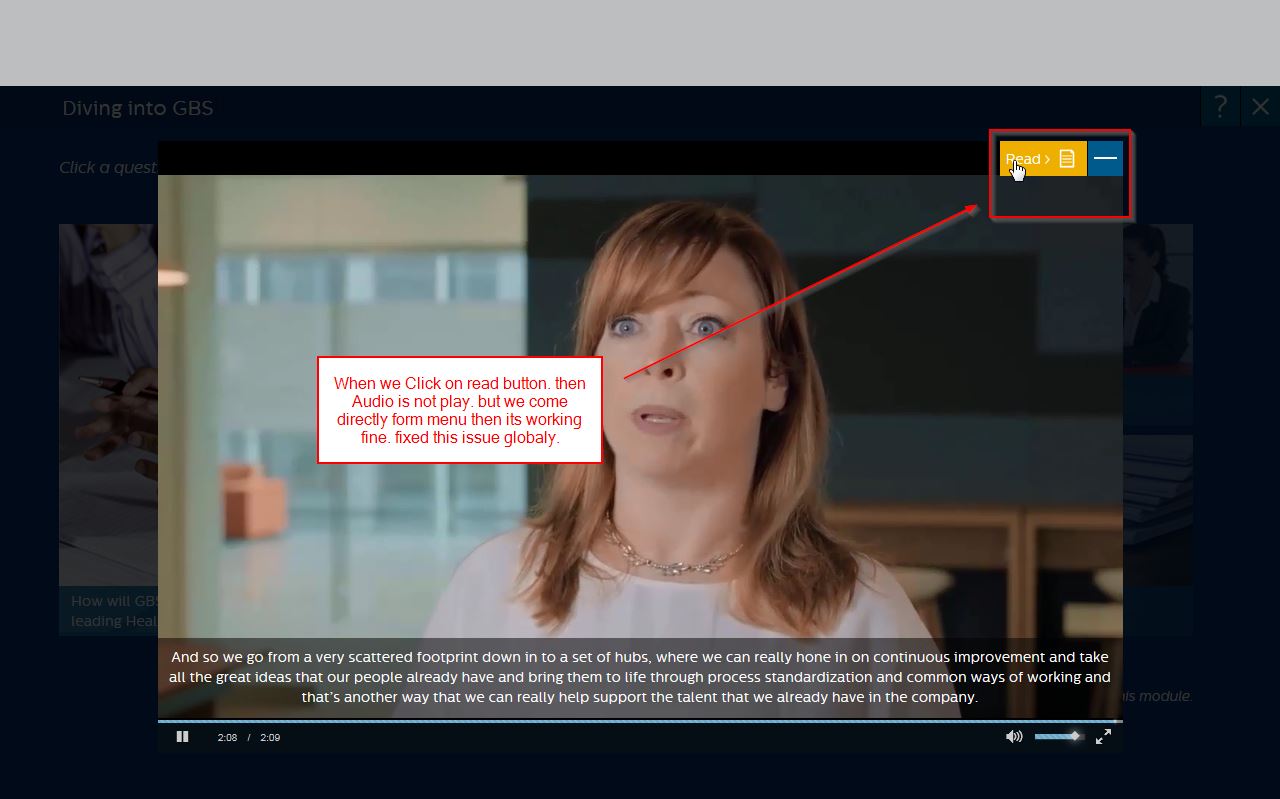 Diving into GBS
?
Click a quest
Read >
When we Click on read button. then
Audio is not play. but we come
directly form menu then its working
fine. fixed this issue globaly.
How will GBS
leading Heal
And so we go from a very scattered footprint down in to a set of hubs, where we can really hone in on continuous improvement and take
all the great ideas that our people already have and bring them to life through process standardization and common ways of working and
that's another way that we can really help support the talent that we already have in the company.
his module.
2:08 / 2:09